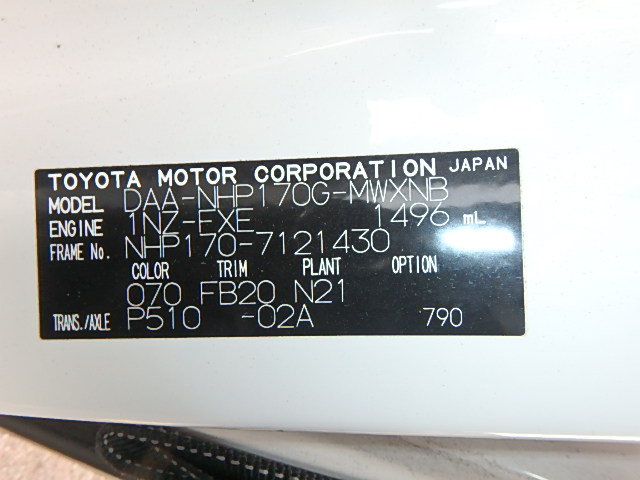 TOYOTA MOTOR CORPORATION JAPAN
MODEL DAA-NHP170G-MWXNB
ENGINE 1NZ-EXE 1496 mL
FRAME No. NHP170-7121430
COLOR TRIM PLANT OPTION
070 FB20 N21
TRANS./AXLE P510 -02A 790